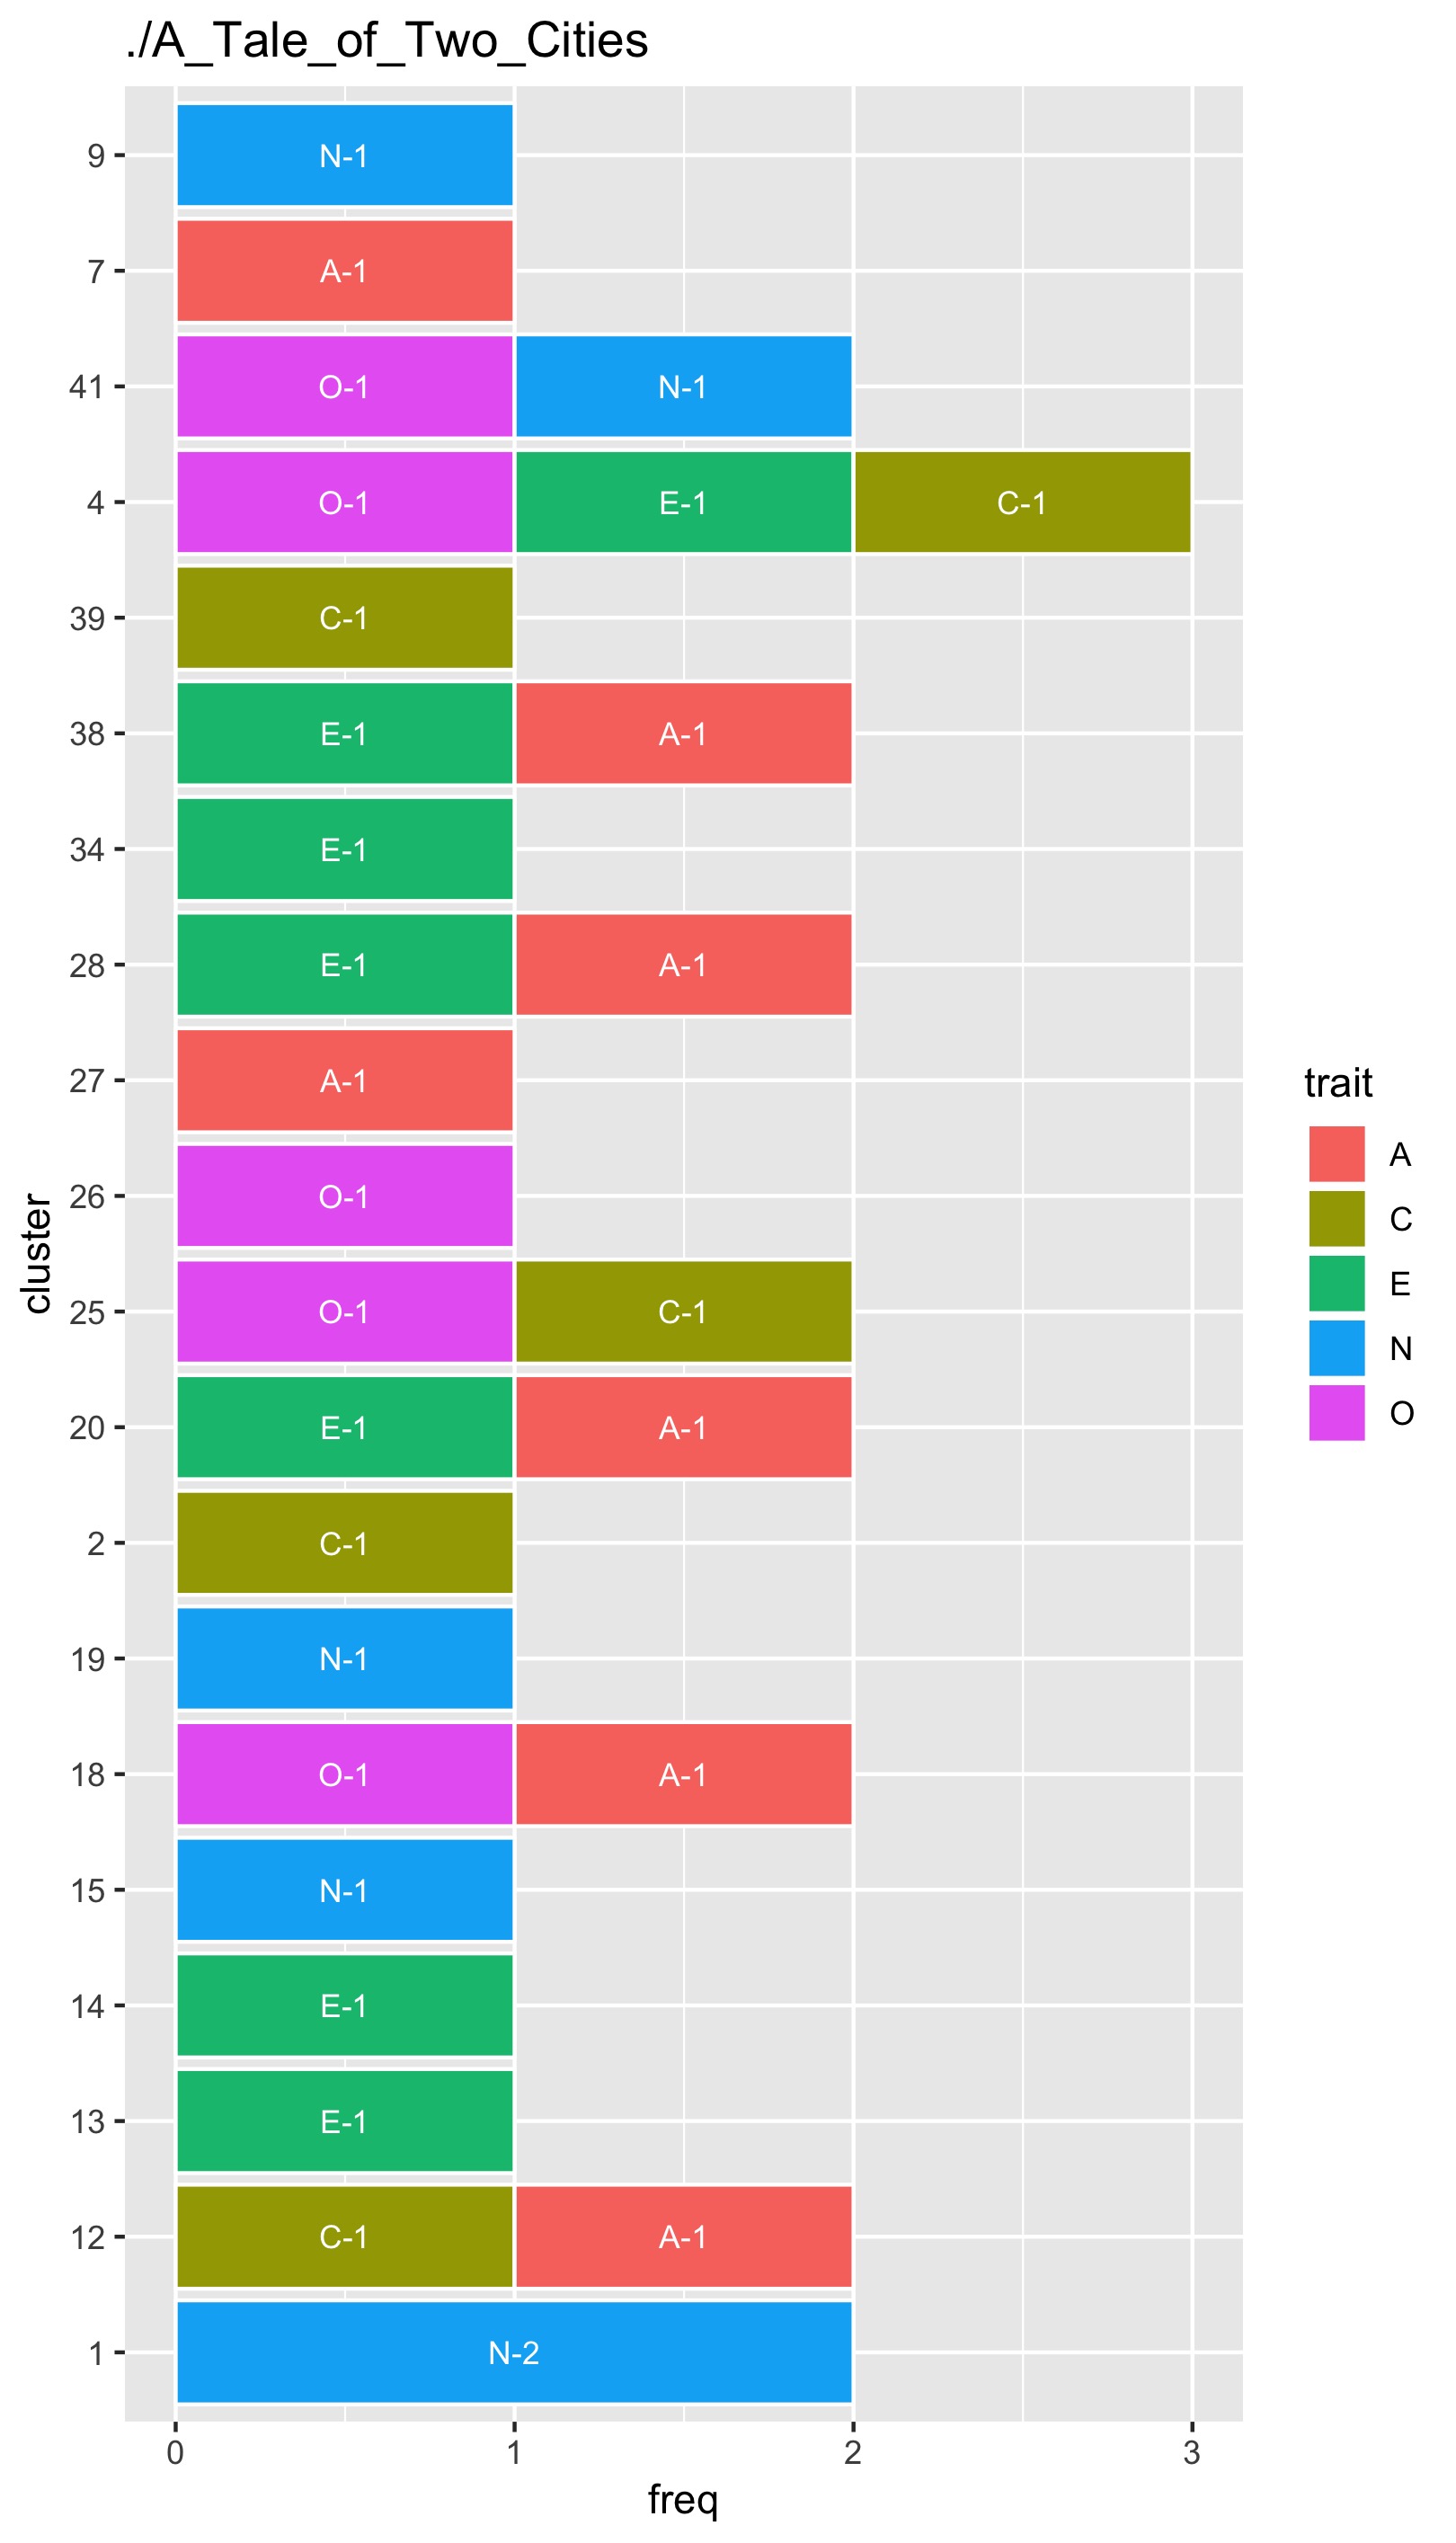 ./A_Tale_of_Two_Cities
9 N-1
7 A-1
41 O-1 N-1
4 O-1 E-1 C-1
39 C-1
38 E-1 A-1
34 E-1
28 E-1 A-1
27 A-1
26 O-1
25 O-1 C-1
20 E-1 A-1
2 C-1
19 N-1
18 O-1 A-1
15 N-1
14 E-1
13 E-1
12 C-1 A-1
1 N-2
0 1 2 3
freq
cluster
trait
A
C
E
N
O